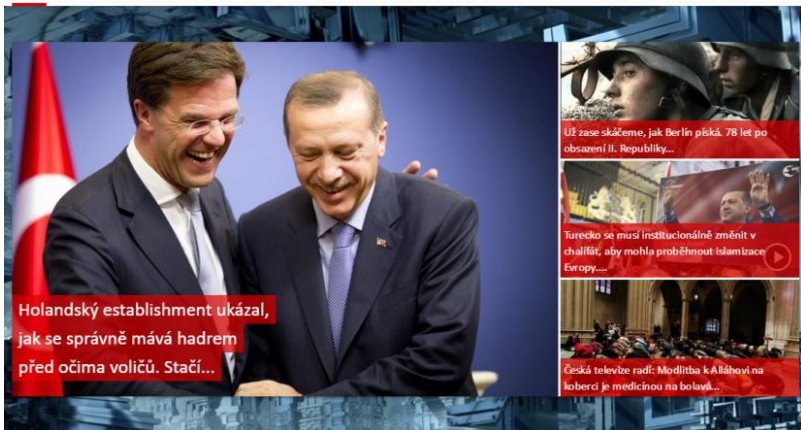 Holandský establishment ukázal,
jak se správně mává hadrem
před očima voličů. Stačí...
Už zase skáčeme, jak Berlín píská. 78 let po
obsazení II. Republiky...
Turecko se musí institucionálně změnit v
chalífát, aby mohla proběhnout islamizace
Evropy....
Česká televize radí: Modlitba k Alláhovi na
koberci je medicínou na bolavá...